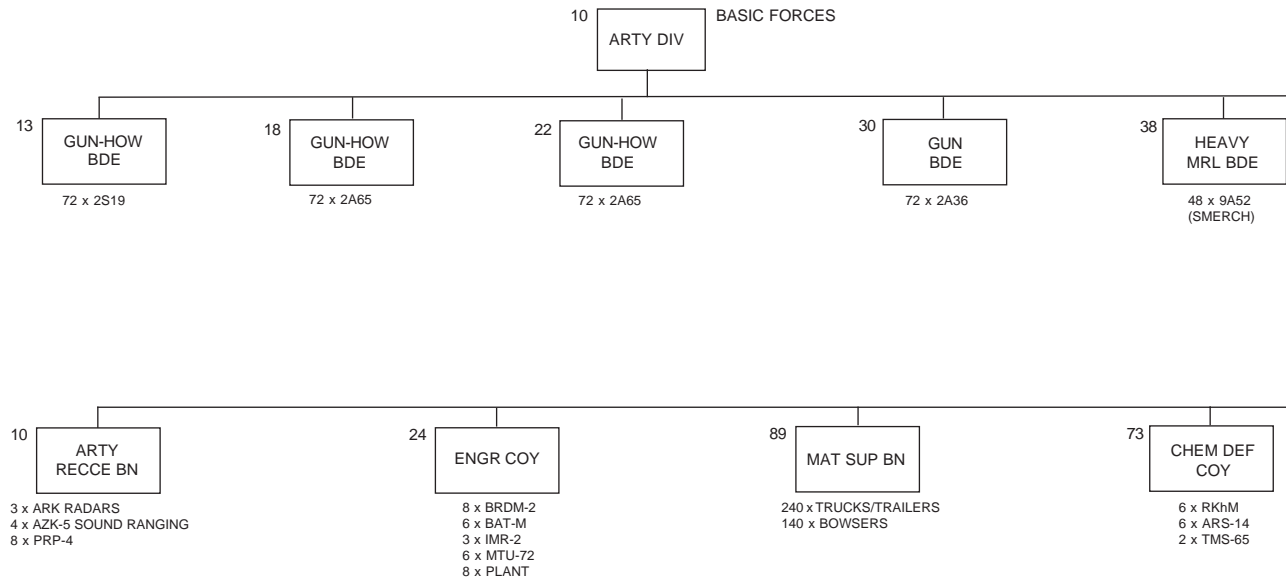 10
BASIC FORCES
ARTY DIV
13
GUN-HOW
BDE
72 x 2S19
18
GUN-HOW
BDE
72 x 2A65
22
GUN-HOW
BDE
72 x 2A65
30
GUN
BDE
72 x 2A36
38
HEAVY
MRL BDE
48 x 9A52
(SMERCH)
10
ARTY
RECCE BN
3 x ARK RADARS
4 x AZK-5 SOUND RANGING
8 x PRP-4
24
ENGR COY
8 x BRDM-2
6 x BAT-M
3 x IMR-2
6 x MTU-72
8 x PLANT
89
MAT SUP BN
240 x TRUCKS/TRAILERS
140 x BOWSERS
73
CHEM DEF
COY
6 x RKhM
6 x ARS-14
2 x TMS-65